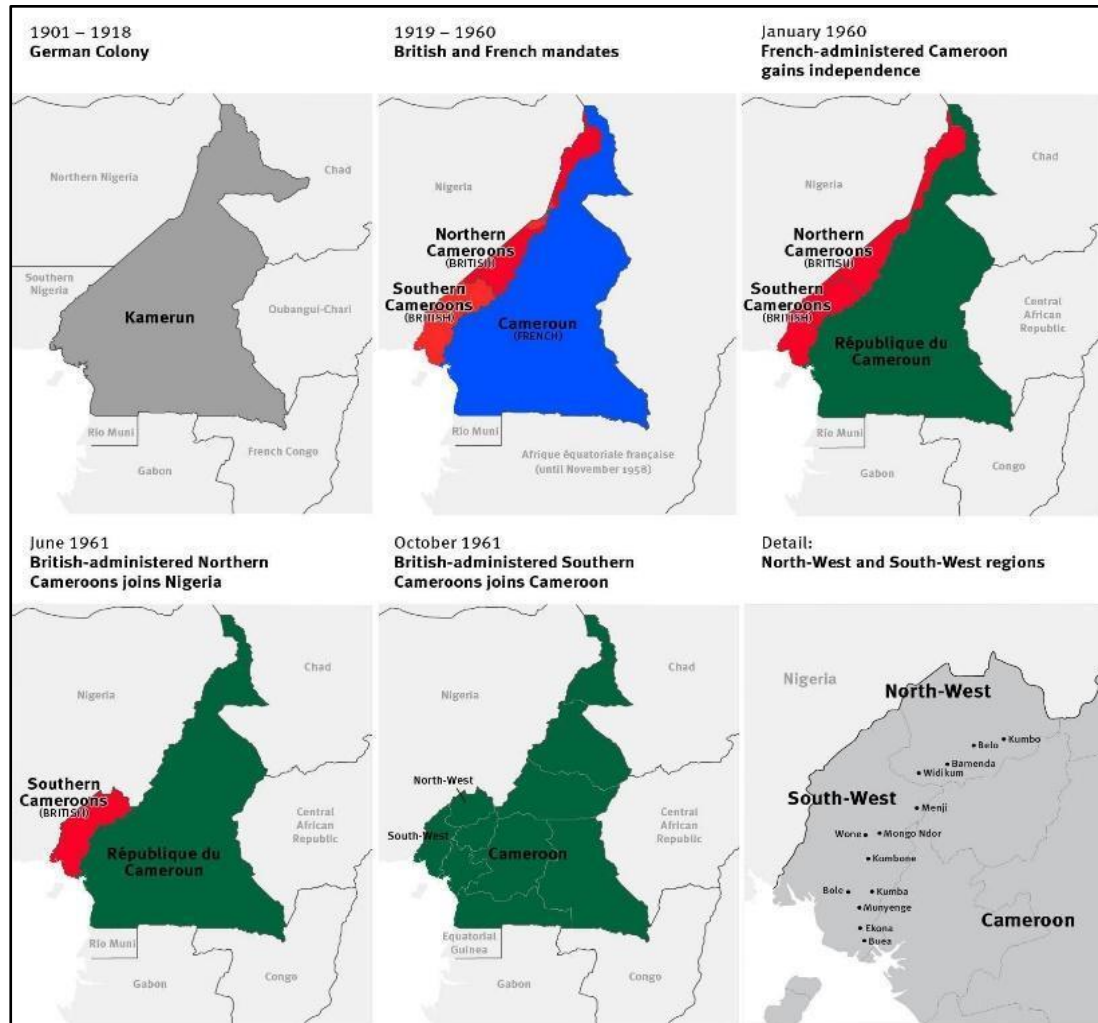 1901 – 1918
German Colony
Northern Nigeria
Chad
Southern
Nigeria
Kamerun
Oubangui-Chari
Río Muni
Gabon
French Congo
1919 – 1960
British and French mandates
Nigeria
Chad
Northern
Cameroons
(BRITISH)
Southern
Cameroons
(BRITISH)
Cameroun
(FRENCH)
Río Muni
Afrique équatoriale française
(until November 1958)
January 1960
French-administered Cameroon
gains independence
Nigeria
Chad
Northern
Cameroons
(BRITISH)
Southern
Cameroons
(BRITISH)
Central
African
Republic
République du
Cameroun
Río Muni
Gabon
Congo
June 1961
British-administered Northern
Cameroons joins Nigeria
Nigeria
Chad
Southern
Cameroons
(BRITISH)
Central
African
Republic
République du
Cameroun
Río Muni
Gabon
Congo
October 1961
British-administered Southern
Cameroons joins Cameroon
Nigeria
Chad
North-West
South-West
Central
African
Republic
Cameroon
Equatorial
Guinea
Gabon
Congo
Detail:
North-West and South-West regions
Nigeria
North-West
Kumbo
Belo
Bamenda
Widikum
South-West
Menji
Wone
Mongo Ndor
Kombone
Bole
Kumba
Munyenge
Cameroon
Ekona
Buea